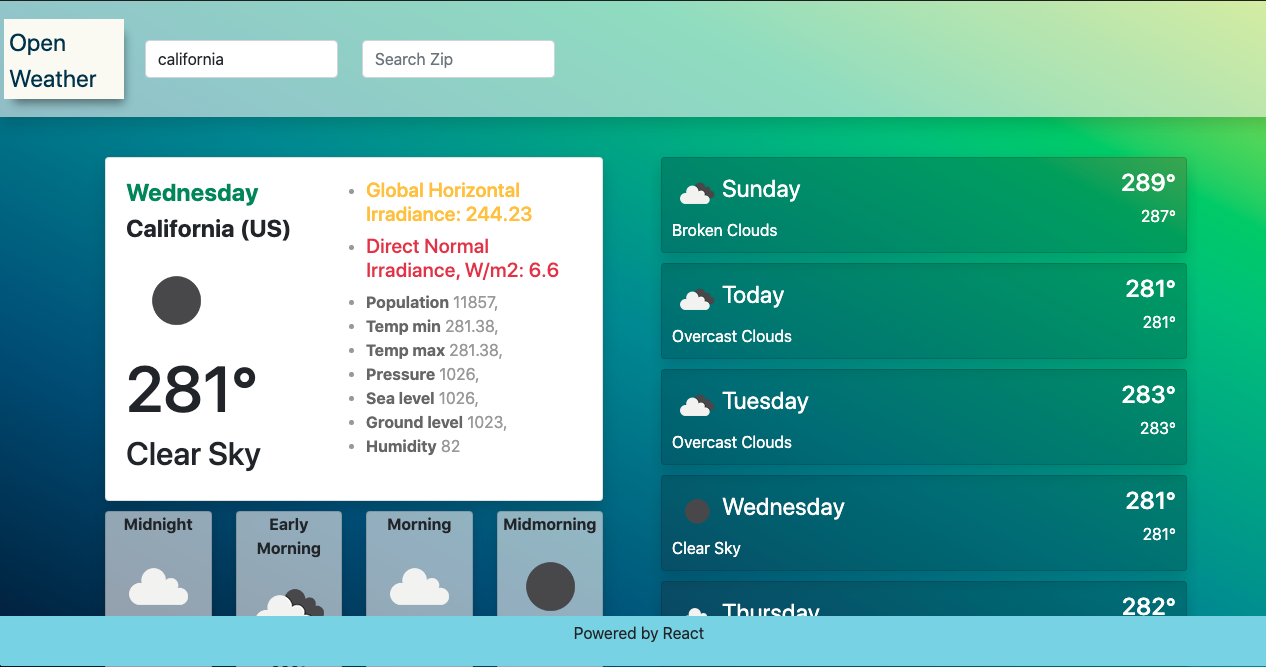 Open
Weather
california
Search Zip
Wednesday
California (US)
281°
Clear Sky
Global Horizontal
Irradiance: 244.23
Direct Normal
Irradiance, W/m2: 6.6
Population 11857,
Temp min 281.38,
Temp max 281.38,
Pressure 1026,
Sea level 1026,
Ground level 1023,
Humidity 82
Midnight
Early
Morning
Morning
Midmorning
Sunday
289°
287°
Broken Clouds
Today
281°
281°
Overcast Clouds
Tuesday
283°
283°
Overcast Clouds
Wednesday
281°
281°
Clear Sky
Thursday
282°
Powered by React